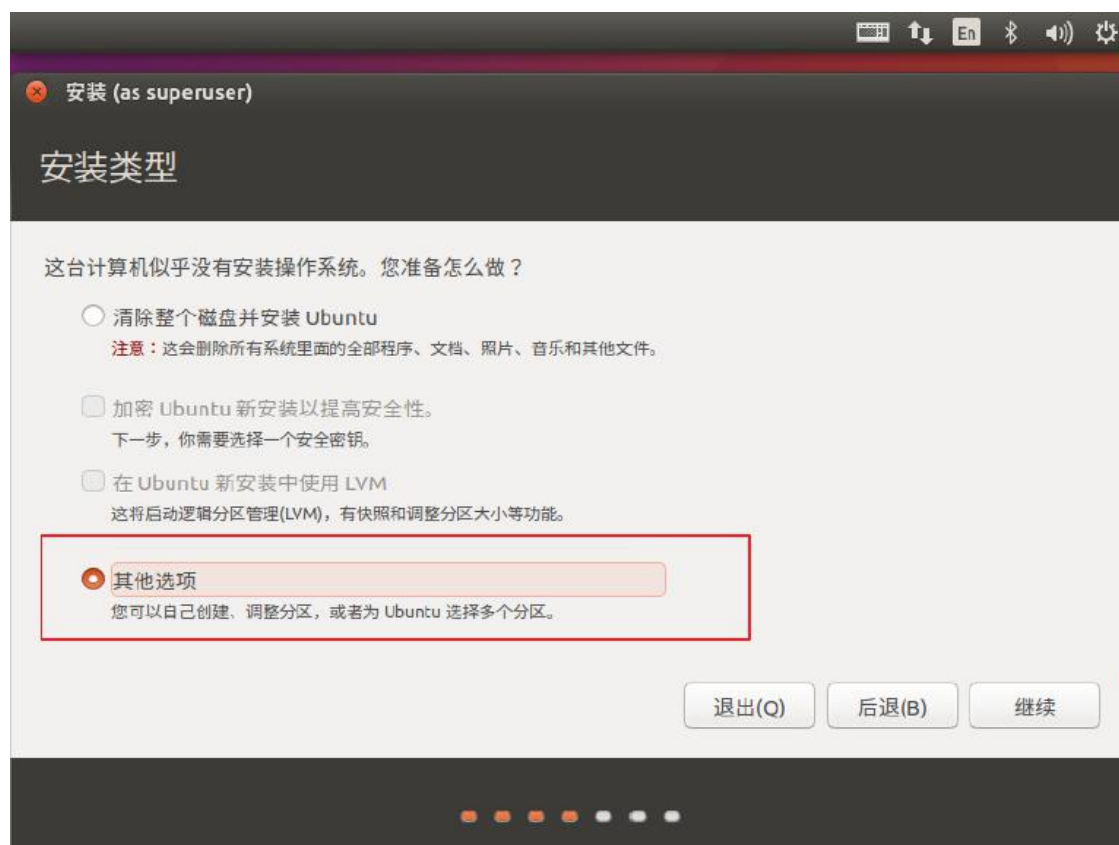 En
安装 (as superuser)
安装类型
这台计算机似乎没有安装操作系统。您准备怎么做？
清除整个磁盘并安装 Ubuntu
注意：这会删除所有系统里面的全部程序、文档、照片、音乐和其他文件。
加密 Ubuntu 新安装以提高安全性。
下一步，你需要选择一个安全密钥。
在 Ubuntu 新安装中使用 LVM
这将启动逻辑分区管理(LVM)，有快照和调整分区大小等功能。
其他选项
您可以自己创建、调整分区，或者为 Ubuntu 选择多个分区。
退出(Q) 后退(B) 继续